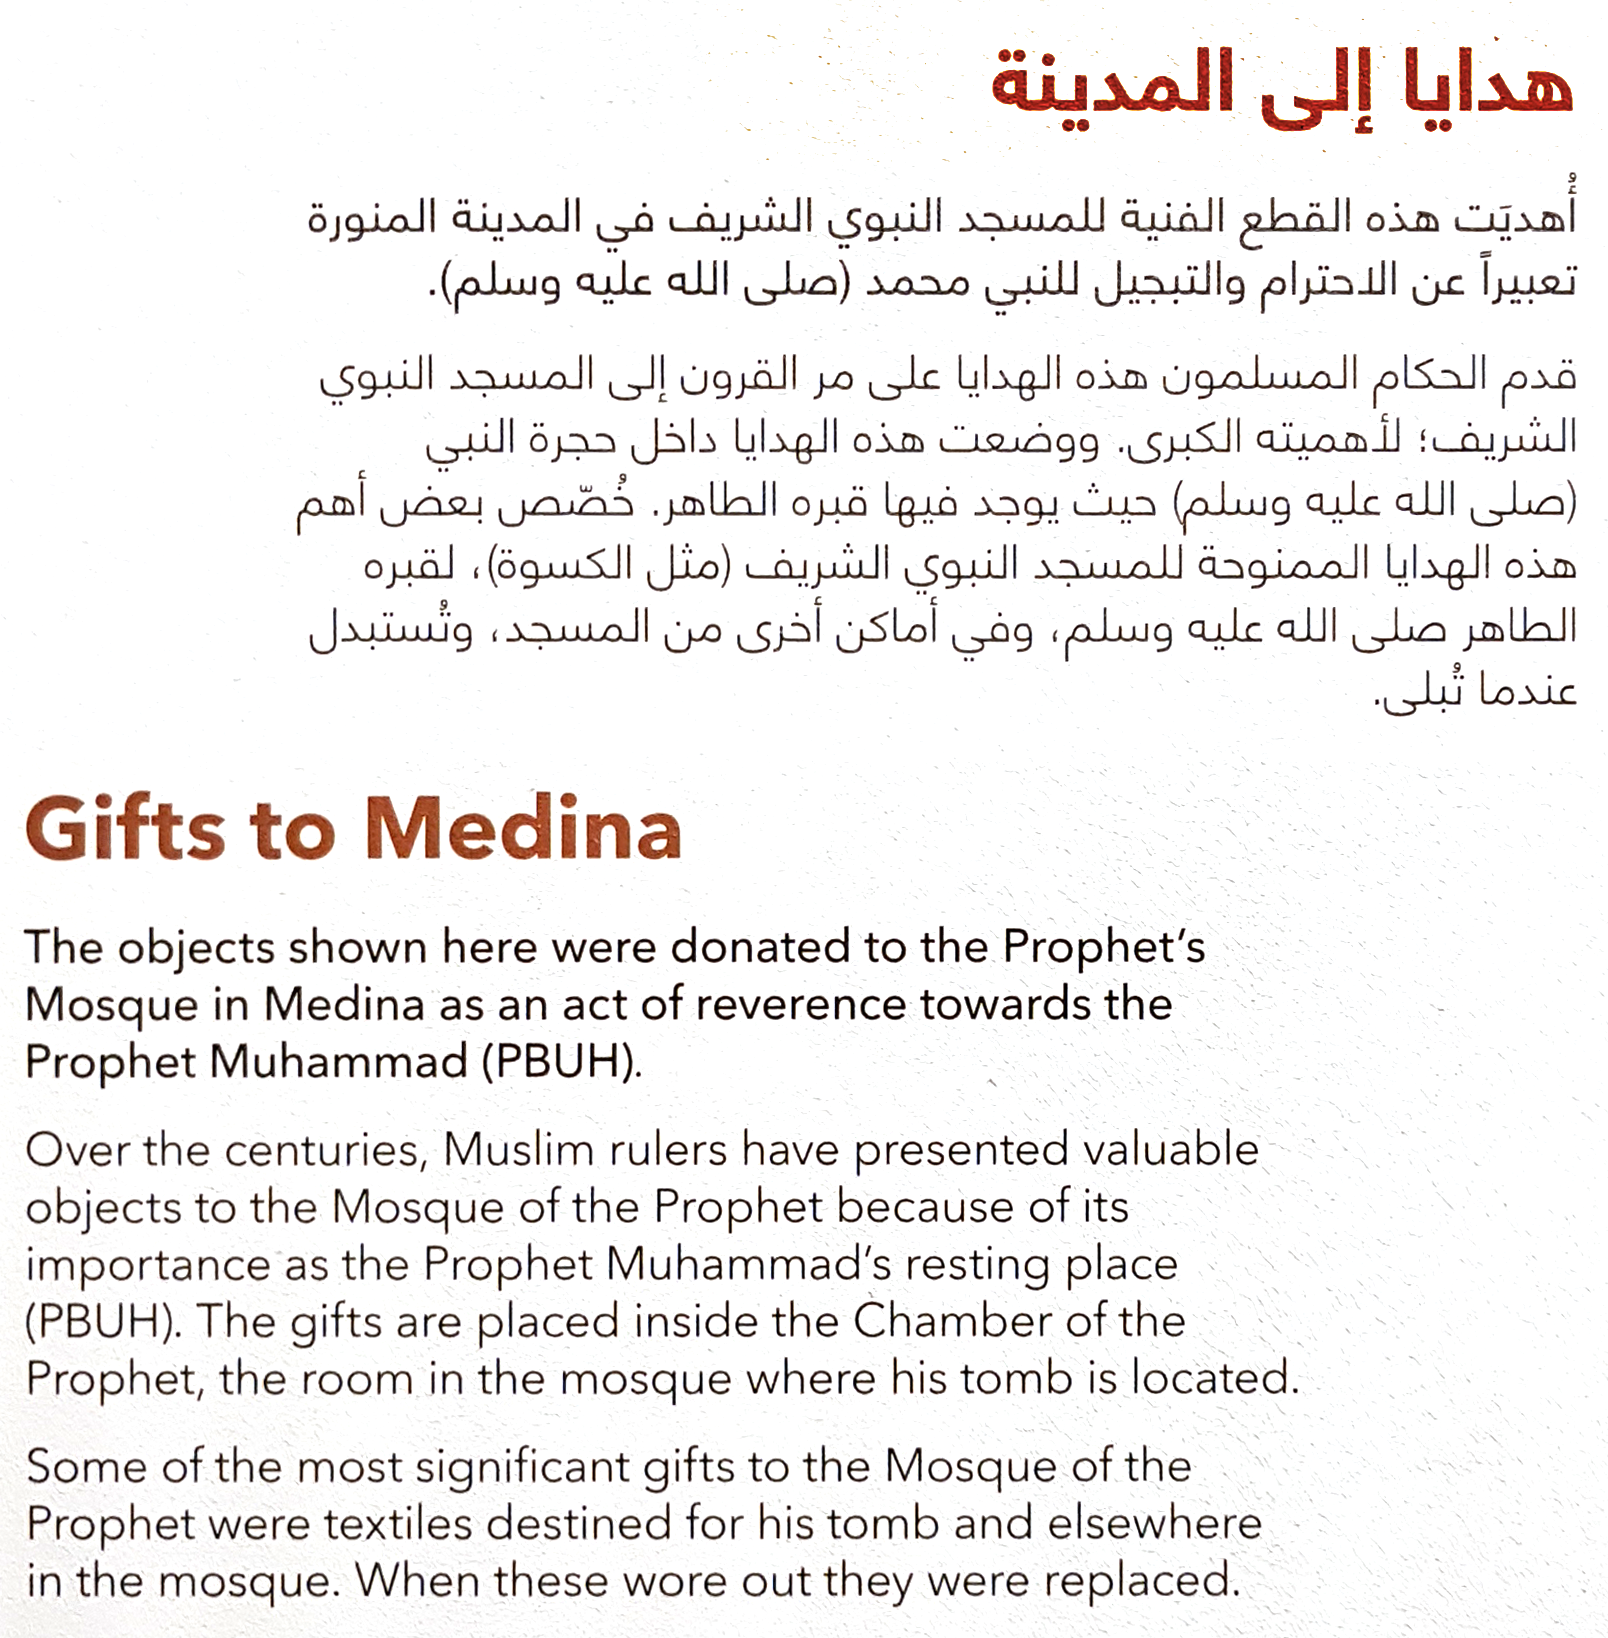 هدايا إلى المدينة
أُهديَت هذه القطع الفنية للمسجد النبوي الشريف في المدينة المنورة
تعبيراً عن الاحترام والتبجيل للنبي محمد (صلى الله عليه وسلم).
قدم الحكام المسلمون هذه الهدايا على مر القرون إلى المسجد النبوي
الشريف؛ لأهميته الكبرى. ووضعت هذه الهدايا داخل حجرة النبي
(صلى الله عليه وسلم) حيث يوجد فيها قبره الطاهر. خُصّص بعض أهم
هذه الهدايا الممنوحة للمسجد النبوي الشريف (مثل الكسوة)، لقبره
الطاهر صلى الله عليه وسلم، وفي أماكن أخرى من المسجد، وتُستبدل
عندما تُبلى.
Gifts to Medina
The objects shown here were donated to the Prophet's
Mosque in Medina as an act of reverence towards the
Prophet Muhammad (PBUH).
Over the centuries, Muslim rulers have presented valuable
objects to the Mosque of the Prophet because of its
importance as the Prophet Muhammad's resting place
(PBUH). The gifts are placed inside the Chamber of the
Prophet, the room in the mosque where his tomb is located.
Some of the most significant gifts to the Mosque of the
Prophet were textiles destined for his tomb and elsewhere
in the mosque. When these wore out they were replaced.